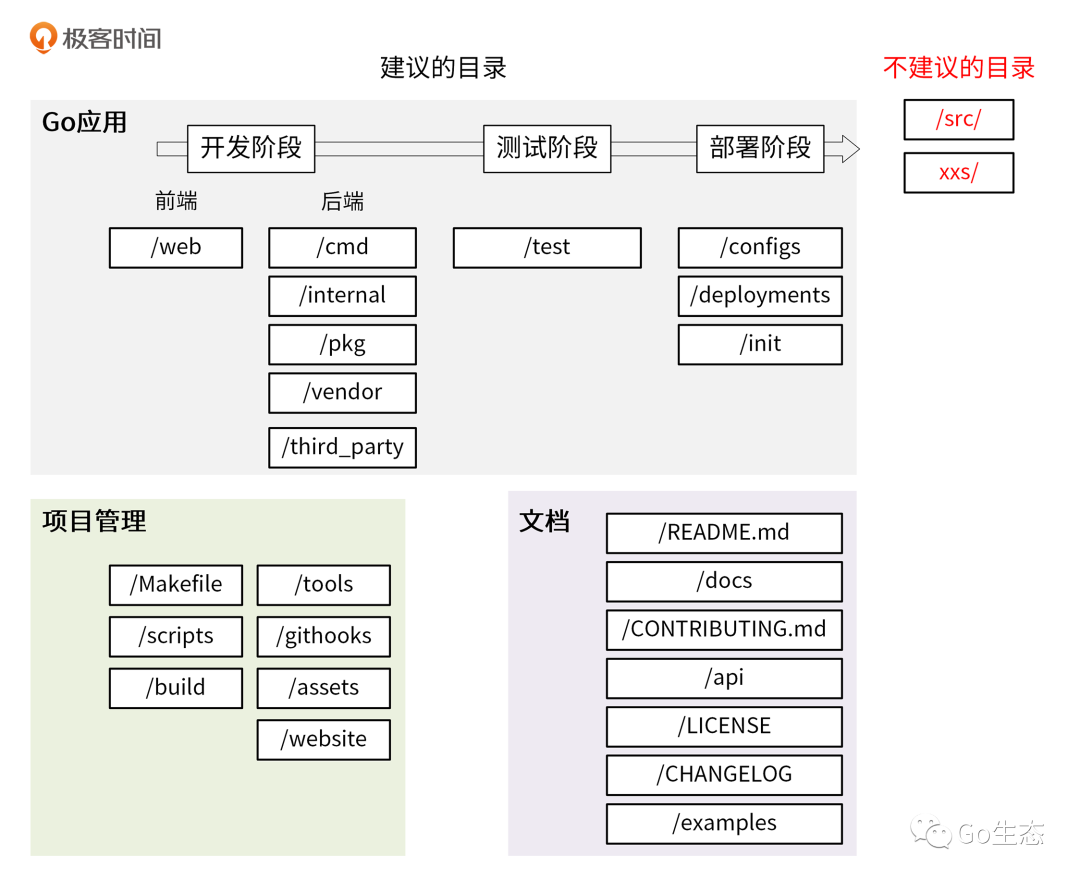 极客时间
建议的目录
不建议的目录
Go应用
开发阶段
测试阶段
部署阶段
/src/
xxs/
前端
后端
/web
/cmd
/test
/configs
/internal
/deployments
/pkg
/init
/vendor
/third_party
项目管理
/Makefile
/tools
/scripts
/githooks
/build
/assets
/website
文档
/README.md
/docs
/CONTRIBUTING.md
/api
/LICENSE
/CHANGELOG
/examples
Go生态